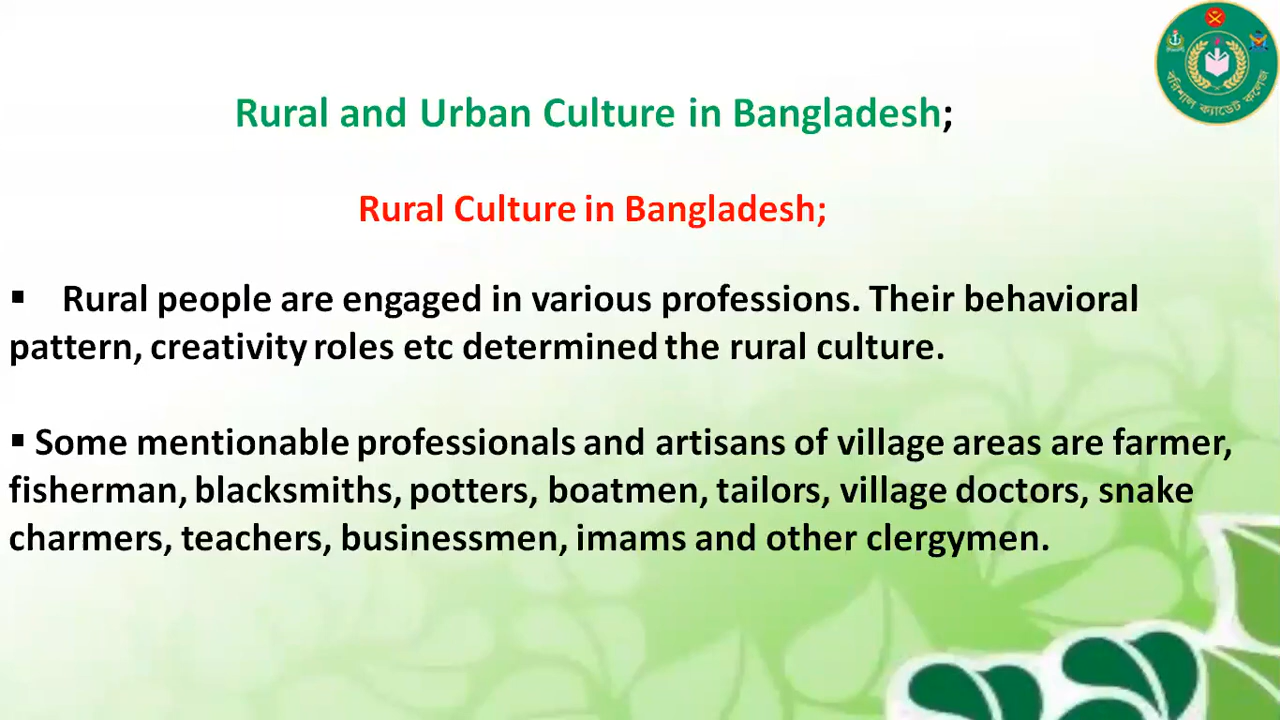 বরিশাল ক্যাডেট কলেজ
Rural and Urban Culture in Bangladesh;
Rural Culture in Bangladesh;
▪ Rural people are engaged in various professions. Their behavioral
pattern, creativity roles etc determined the rural culture.
▪ Some mentionable professionals and artisans of village areas are farmer,
fisherman, blacksmiths, potters, boatmen, tailors, village doctors, snake
charmers, teachers, businessmen, imams and other clergymen.